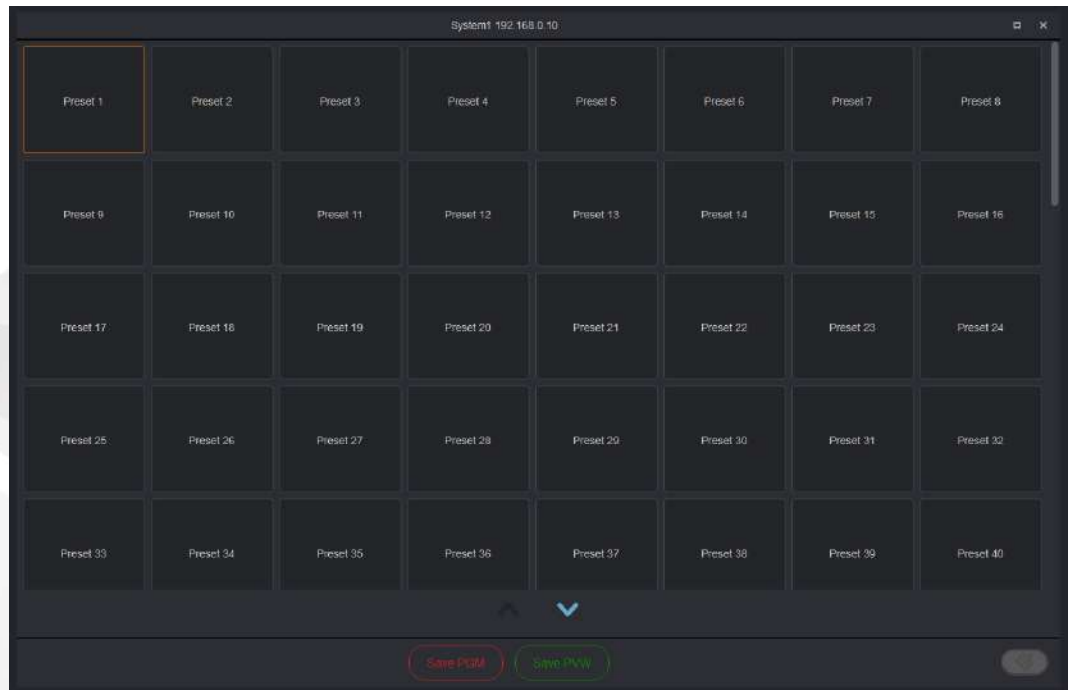 System1 192.168.0.10
Preset 1 Preset 2 Preset 3 Preset 4 Preset 5 Preset 6 Preset 7 Preset 8
Preset 9 Preset 10 Preset 11 Preset 12 Preset 13 Preset 14 Preset 15 Preset 16
Preset 17 Preset 18 Preset 19 Preset 20 Preset 21 Preset 22 Preset 23 Preset 24
Preset 25 Preset 26 Preset 27 Preset 28 Preset 29 Preset 30 Preset 31 Preset 32
Preset 33 Preset 34 Preset 35 Preset 36 Preset 37 Preset 38 Preset 39 Preset 40
Save PGM Save PVW